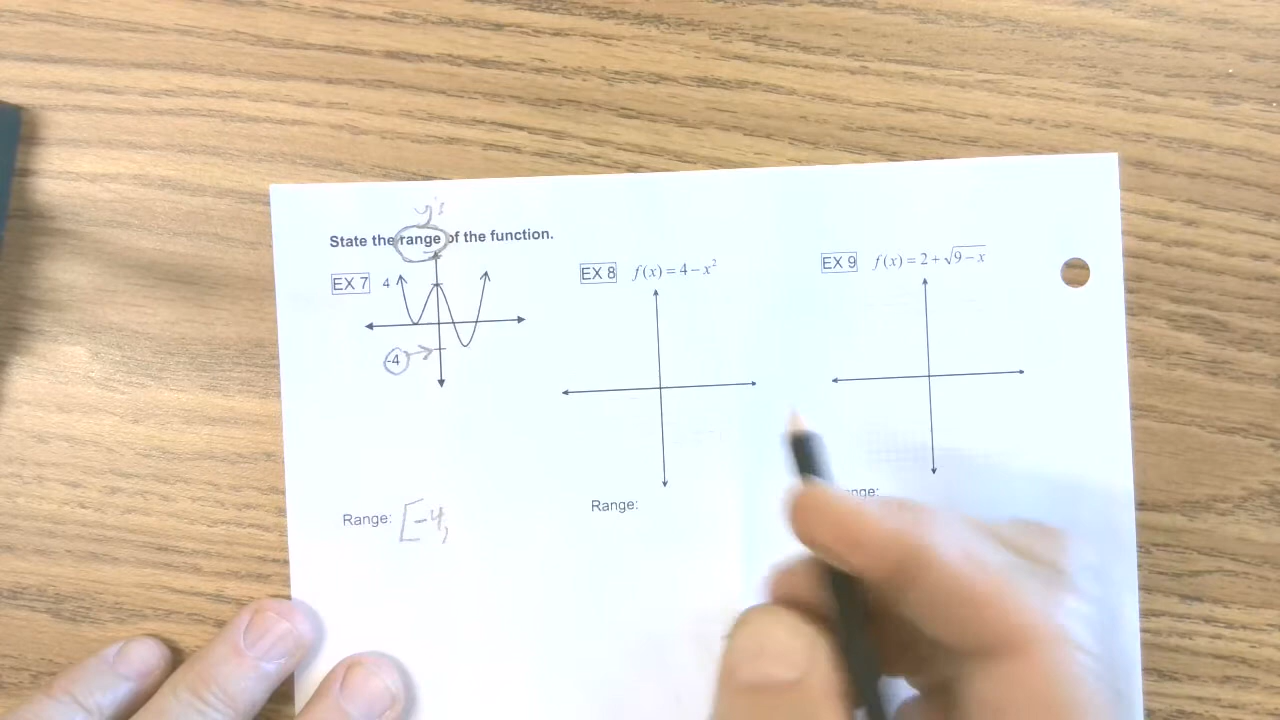 y's
State the range of the function.
EX 7
4
-4
Range: [-4,
EX 8 f(x) = 4 - x²
Range:
EX 9 f(x) = 2 + √(9 - x)